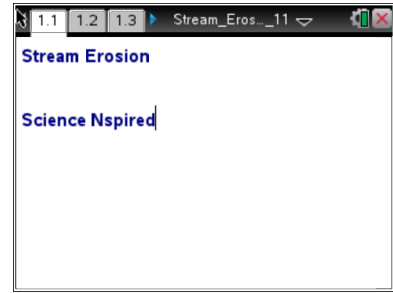 1.1 1.2 1.3 Stream_Eros..._11
Stream Erosion
Science Nspired